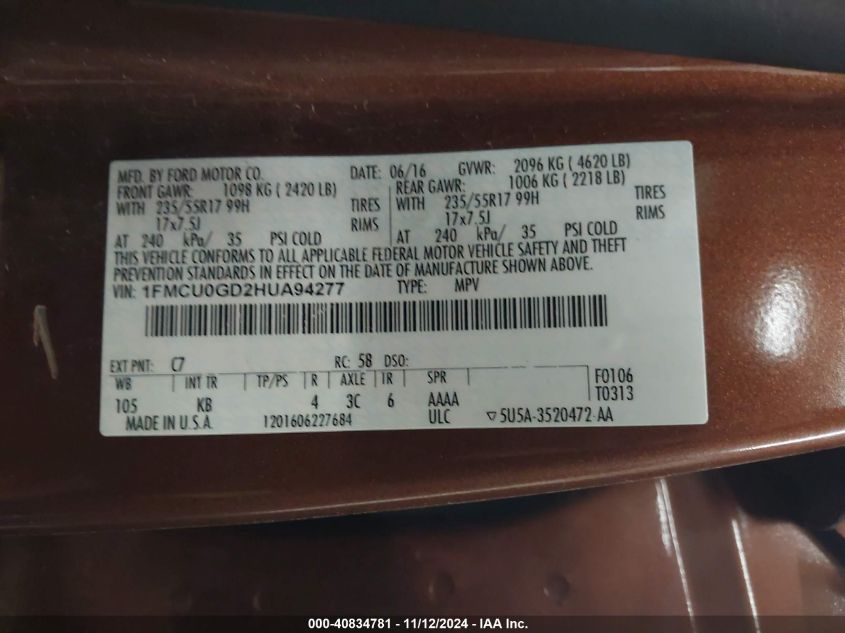 MFD. BY FORD MOTOR CO. DATE: 06/16 GVWR: 2096 KG ( 4620 LB)
FRONT GAWR: 1098 KG ( 2420 LB) REAR GAWR: 1006 KG ( 2218 LB)
WITH 235/55R17 99H TIRES WITH 235/55R17 99H TIRES
17x7.5J RIMS 17x7.5J RIMS
AT 240 kPa/ 35 PSI COLD AT 240 kPa/ 35 PSI COLD
THIS VEHICLE CONFORMS TO ALL APPLICABLE FEDERAL MOTOR VEHICLE SAFETY AND THEFT
PREVENTION STANDARDS IN EFFECT ON THE DATE OF MANUFACTURE SHOWN ABOVE.
VIN: 1FMCU0GD2HUA94277 TYPE: MPV
EXT PNT: C7 RC: 58 DSO:
WB INT TR TP/PS R AXLE TR SPR F0106
105 KB 4 3C 6 AAAA T0313
MADE IN U.S.A. 1201606227684 ULC ▽5U5A-3520472-AA
000-40834781 - 11/12/2024 - IAA Inc.